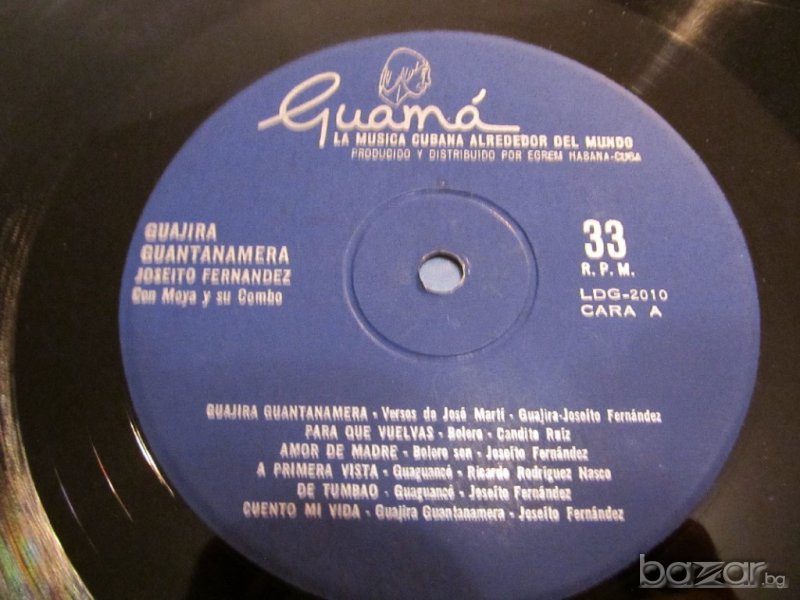 Guamá
LA MUSICA CUBANA ALREDEDOR DEL MUNDO
PRODUCIDO Y DISTRIBUIDO POR EGREM HABANA-CUBA
GUAJIRA
GUANTANAMERA
JOSEITO FERNANDEZ
Con Moya y su Combo
33
R. P. M.
LDG-2010
CARA A
GUAJIRA GUANTANAMERA - Versos de José Martí - Guajira-Joseíto Fernández
PARA QUE VUELVAS - Bolero - Candito Ruiz
AMOR DE MADRE - Bolero son - Joseíto Fernández
A PRIMERA VISTA - Guaguancó - Ricardo Rodríguez Nasco
DE TUMBAO - Guaguancó - Joseíto Fernández
CUENTO MI VIDA - Guajira Guantanamera - Joseíto Fernández
bazar.bg